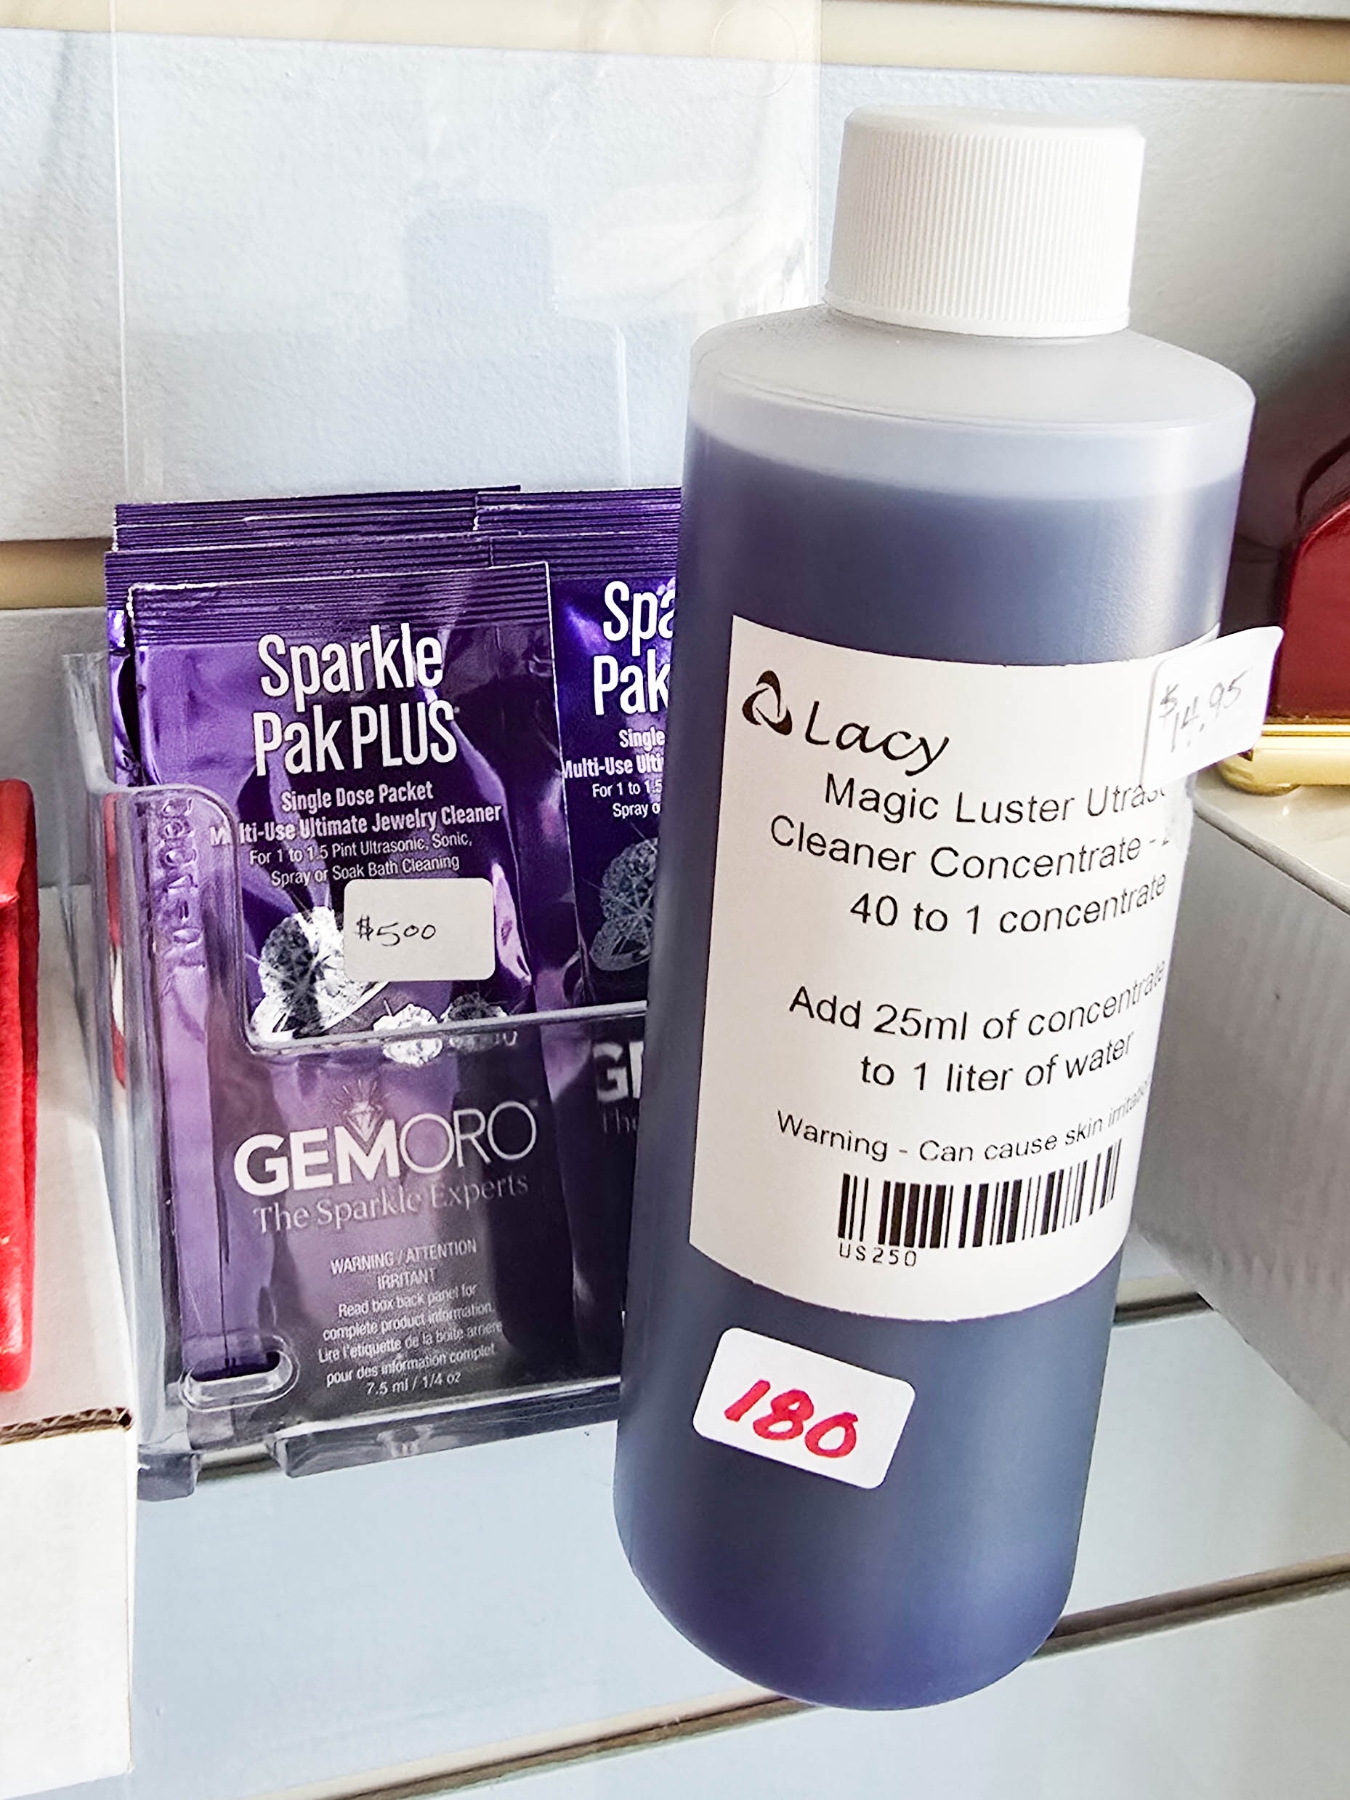 Sparkle
Pak PLUS
Single Dose Packet
Multi-Use Ultimate Jewelry Cleaner
For 1 to 1.5 Pint Ultrasonic, Sonic,
Spray or Soak Bath Cleaning
$5.00
GEMORO
The Sparkle Experts
WARNING / ATTENTION
IRRITANT
Read box back panel for
complete product information.
Lire l'etiquette de la boite arriere
pour des information complet.
7.5 ml / 1/4 oz
Pak
Single
Multi-Use
For 1 to 1.5
Spray
Lacy
$14.95
Magic Luster
Cleaner Concentrate -
40 to 1 concentrate
Add 25ml of concentrate
to 1 liter of water
Warning - Can cause skin
US250
180